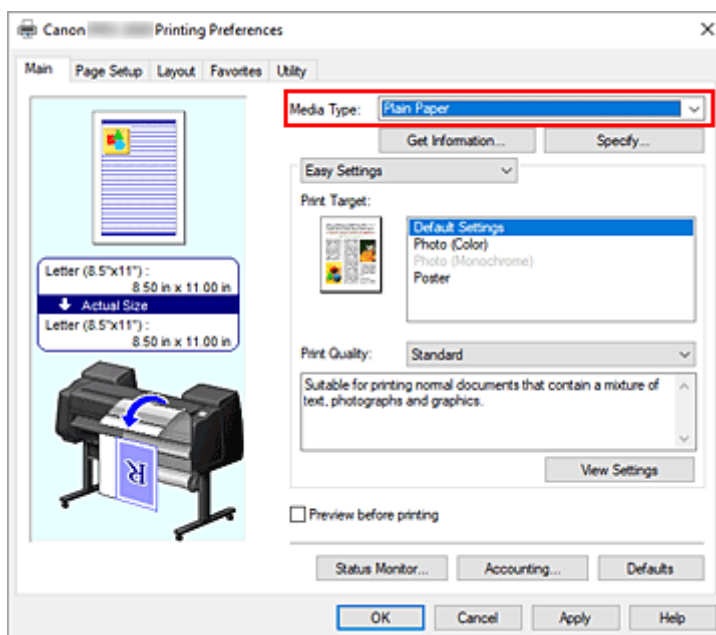 Canon Printing Preferences
Main Page Setup Layout Favorites Utility
Media Type: Plain Paper
Get Information... Specify...
Easy Settings
Print Target:
Default Settings
Photo (Color)
Photo (Monochrome)
Poster
Letter (8.5"x11") :
8.50 in x 11.00 in
Actual Size
Letter (8.5"x11") :
8.50 in x 11.00 in
R
Print Quality: Standard
Suitable for printing normal documents that contain a mixture of
text, photographs and graphics.
View Settings
Preview before printing
Status Monitor... Accounting... Defaults
OK Cancel Apply Help